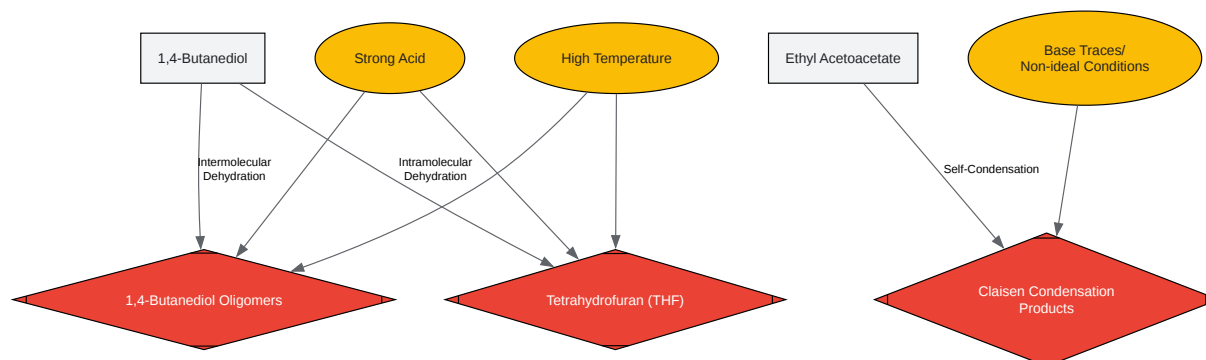 1,4-Butanediol
Strong Acid
High Temperature
Ethyl Acetoacetate
Base Traces/
Non-ideal Conditions
Intermolecular
Dehydration
Intramolecular
Dehydration
Self-Condensation
1,4-Butanediol Oligomers
Tetrahydrofuran (THF)
Claisen Condensation
Products